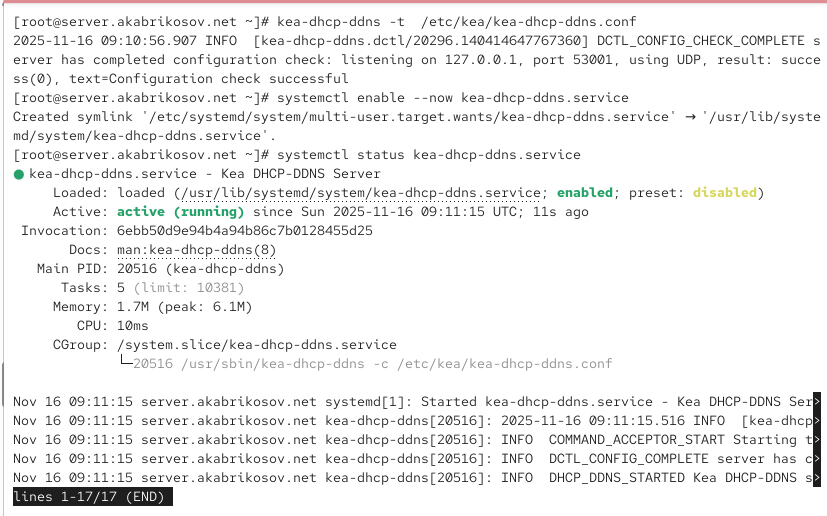 [root@server.akabrikosov.net ~]# kea-dhcp-ddns -t  /etc/kea/kea-dhcp-ddns.conf
2025-11-16 09:10:56.907 INFO  [kea-dhcp-ddns.dctl/20296.140414647767360] DCTL_CONFIG_CHECK_COMPLETE s
erver has completed configuration check: listening on 127.0.0.1, port 53001, using UDP, result: succe
ss(0), text=Configuration check successful
[root@server.akabrikosov.net ~]# systemctl enable --now kea-dhcp-ddns.service
Created symlink '/etc/systemd/system/multi-user.target.wants/kea-dhcp-ddns.service' → '/usr/lib/syste
md/system/kea-dhcp-ddns.service'.
[root@server.akabrikosov.net ~]# systemctl status kea-dhcp-ddns.service
● kea-dhcp-ddns.service - Kea DHCP-DDNS Server
     Loaded: loaded (/usr/lib/systemd/system/kea-dhcp-ddns.service; enabled; preset: disabled)
     Active: active (running) since Sun 2025-11-16 09:11:15 UTC; 11s ago
 Invocation: 6ebb50d9e94b4a94b86c7b0128455d25
       Docs: man:kea-dhcp-ddns(8)
   Main PID: 20516 (kea-dhcp-ddns)
      Tasks: 5 (limit: 10381)
     Memory: 1.7M (peak: 6.1M)
        CPU: 10ms
     CGroup: /system.slice/kea-dhcp-ddns.service
             └─20516 /usr/sbin/kea-dhcp-ddns -c /etc/kea/kea-dhcp-ddns.conf
Nov 16 09:11:15 server.akabrikosov.net systemd[1]: Started kea-dhcp-ddns.service - Kea DHCP-DDNS Ser>
Nov 16 09:11:15 server.akabrikosov.net kea-dhcp-ddns[20516]: 2025-11-16 09:11:15.516 INFO  [kea-dhcp>
Nov 16 09:11:15 server.akabrikosov.net kea-dhcp-ddns[20516]: INFO  COMMAND_ACCEPTOR_START Starting t>
Nov 16 09:11:15 server.akabrikosov.net kea-dhcp-ddns[20516]: INFO  DCTL_CONFIG_COMPLETE server has c>
Nov 16 09:11:15 server.akabrikosov.net kea-dhcp-ddns[20516]: INFO  DHCP_DDNS_STARTED Kea DHCP-DDNS s>
lines 1-17/17 (END)